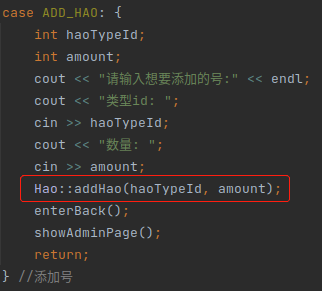 case ADD_HAO: {
int haoTypeId;
int amount;
cout << "请输入想要添加的号:" << endl;
cout << "类型id: ";
cin >> haoTypeId;
cout << "数量: ";
cin >> amount;
Hao::addHao(haoTypeId, amount);
enterBack();
showAdminPage();
return;
} //添加号